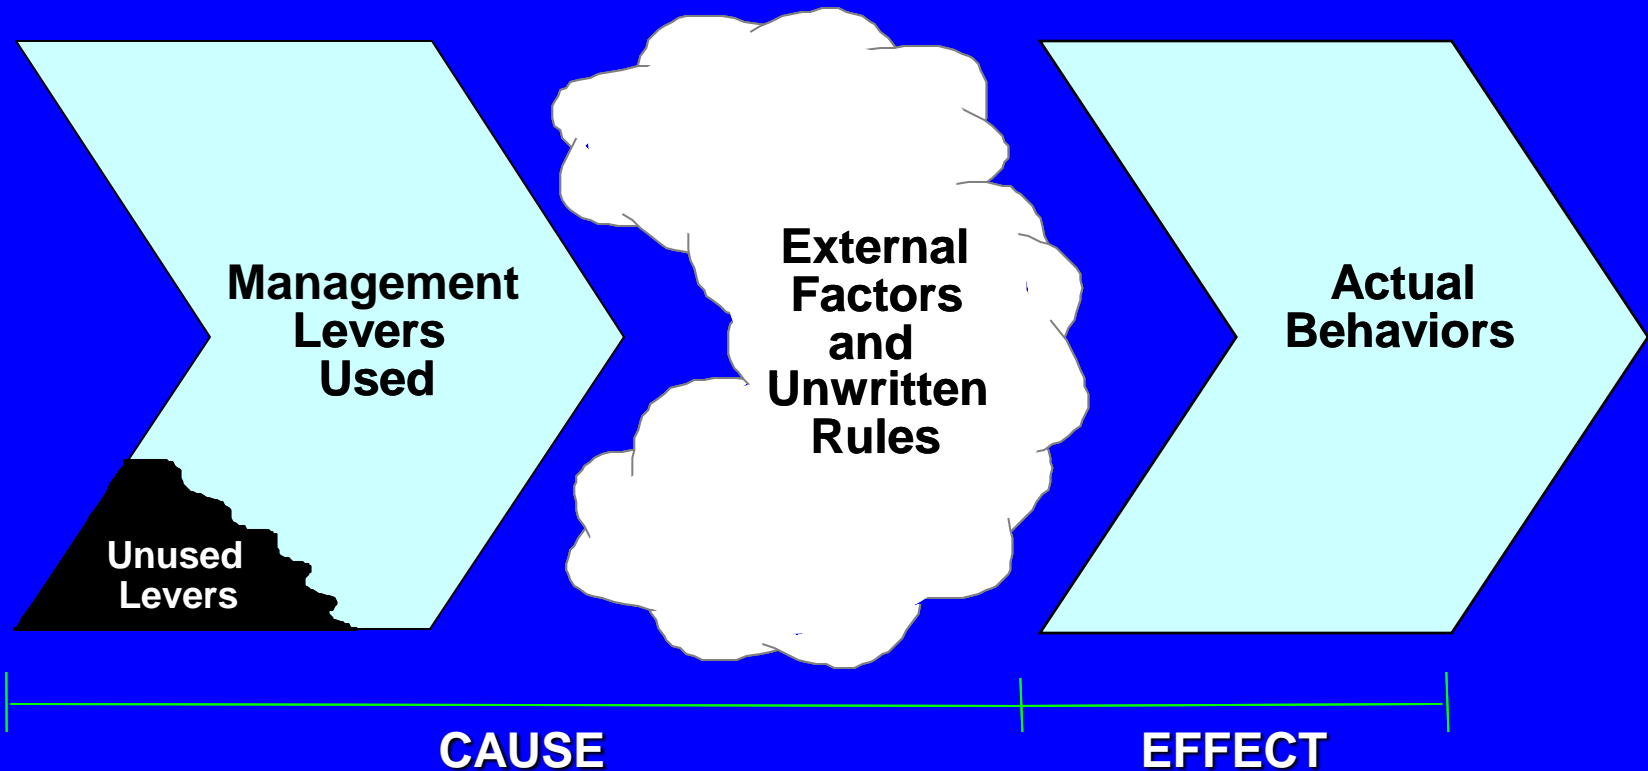 Management
Levers
Used
Unused
Levers
External
Factors
and
Unwritten
Rules
Actual
Behaviors
CAUSE
EFFECT